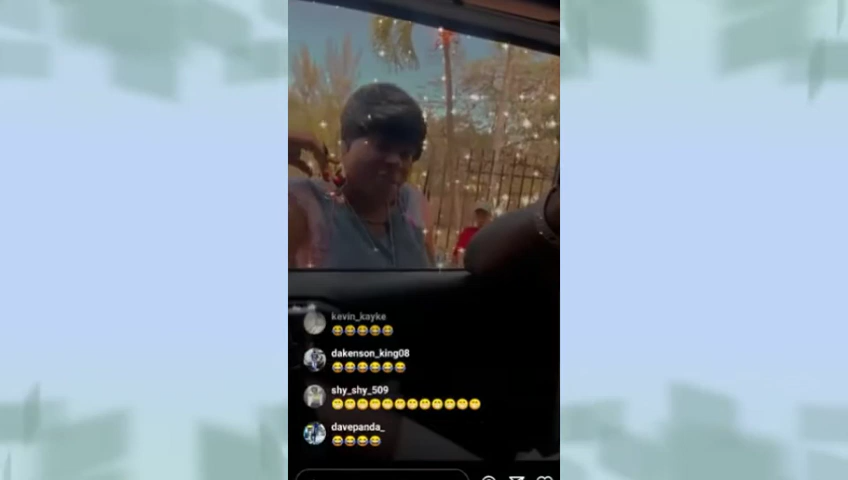 kevin_kayke
😂😂😂😂😂
dakenson_king08
😂😂😂😂😂😂
shy_shy_509
😬😬😬😬😬😬😬😬😬😬😬😬
davepanda_
😂😂😂😂